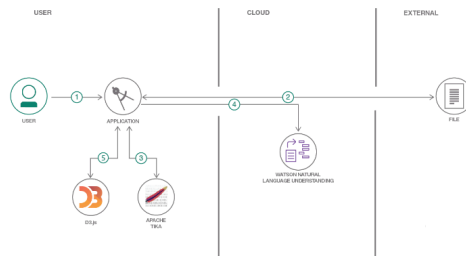 USER
CLOUD
EXTERNAL
1
2
4
USER
APPLICATION
FILE
5
3
WATSON NATURAL
LANGUAGE UNDERSTANDING
D3.js
APACHE
TIKA